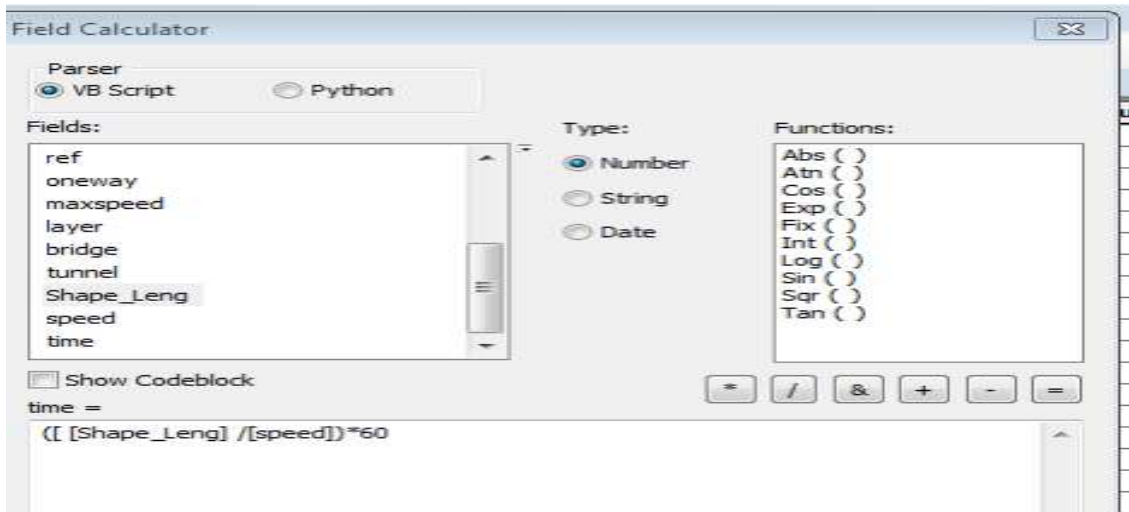 Field Calculator
Parser
VB Script
Python
Fields:
ref
oneway
maxspeed
layer
bridge
tunnel
Shape_Leng
speed
time
Type:
Number
String
Date
Functions:
Abs ( )
Atn ( )
Cos ( )
Exp ( )
Fix ( )
Int ( )
Log ( )
Sin ( )
Sqr ( )
Tan ( )
Show Codeblock
* / & + - =
time =
([ [Shape_Leng] /[speed])*60